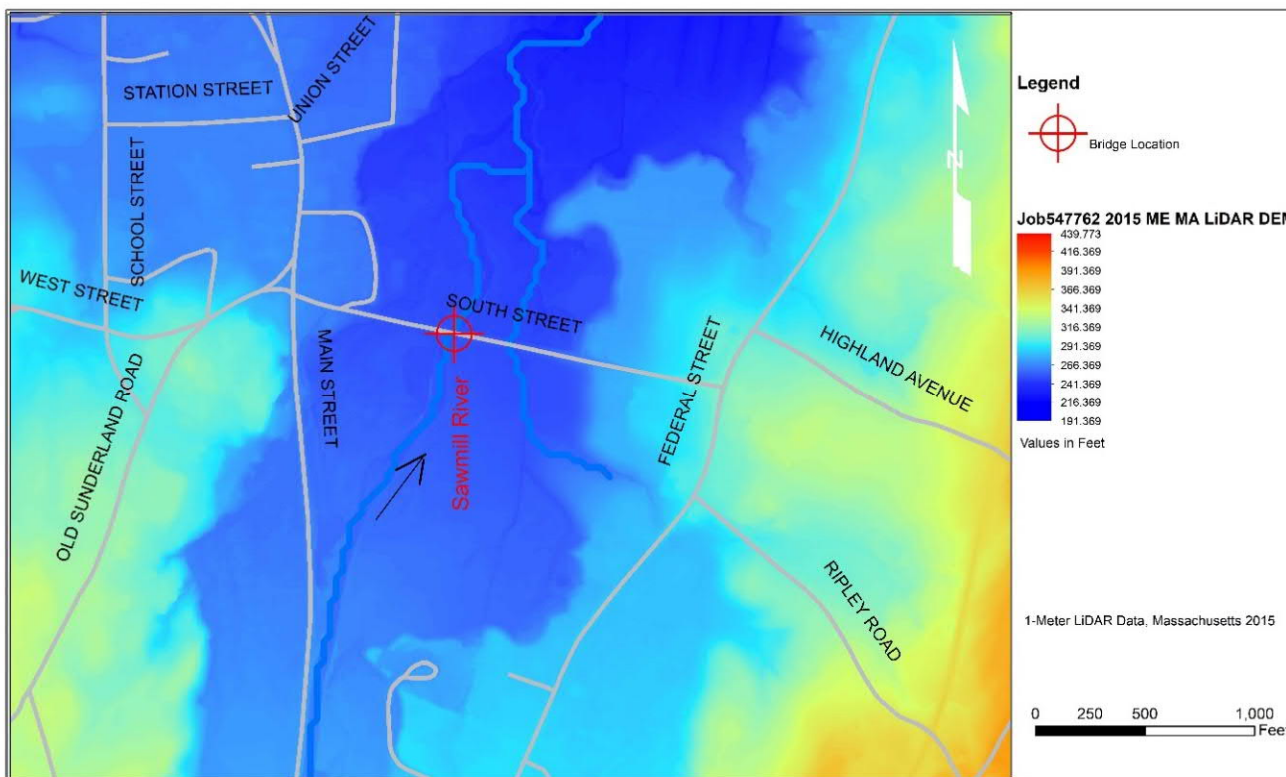 STATION STREET
UNION STREET
SCHOOL STREET
WEST STREET
SOUTH STREET
MAIN STREET
OLD SUNDERLAND ROAD
Sawmill River
FEDERAL STREET
HIGHLAND AVENUE
RIPLEY ROAD
N
Legend
Bridge Location
Job547762 2015 ME MA LiDAR DEM
439.773
416.369
391.369
366.369
341.369
316.369
291.369
266.369
241.369
216.369
191.369
Values in Feet
1-Meter LiDAR Data, Massachusetts 2015
0 250 500 1,000
Feet